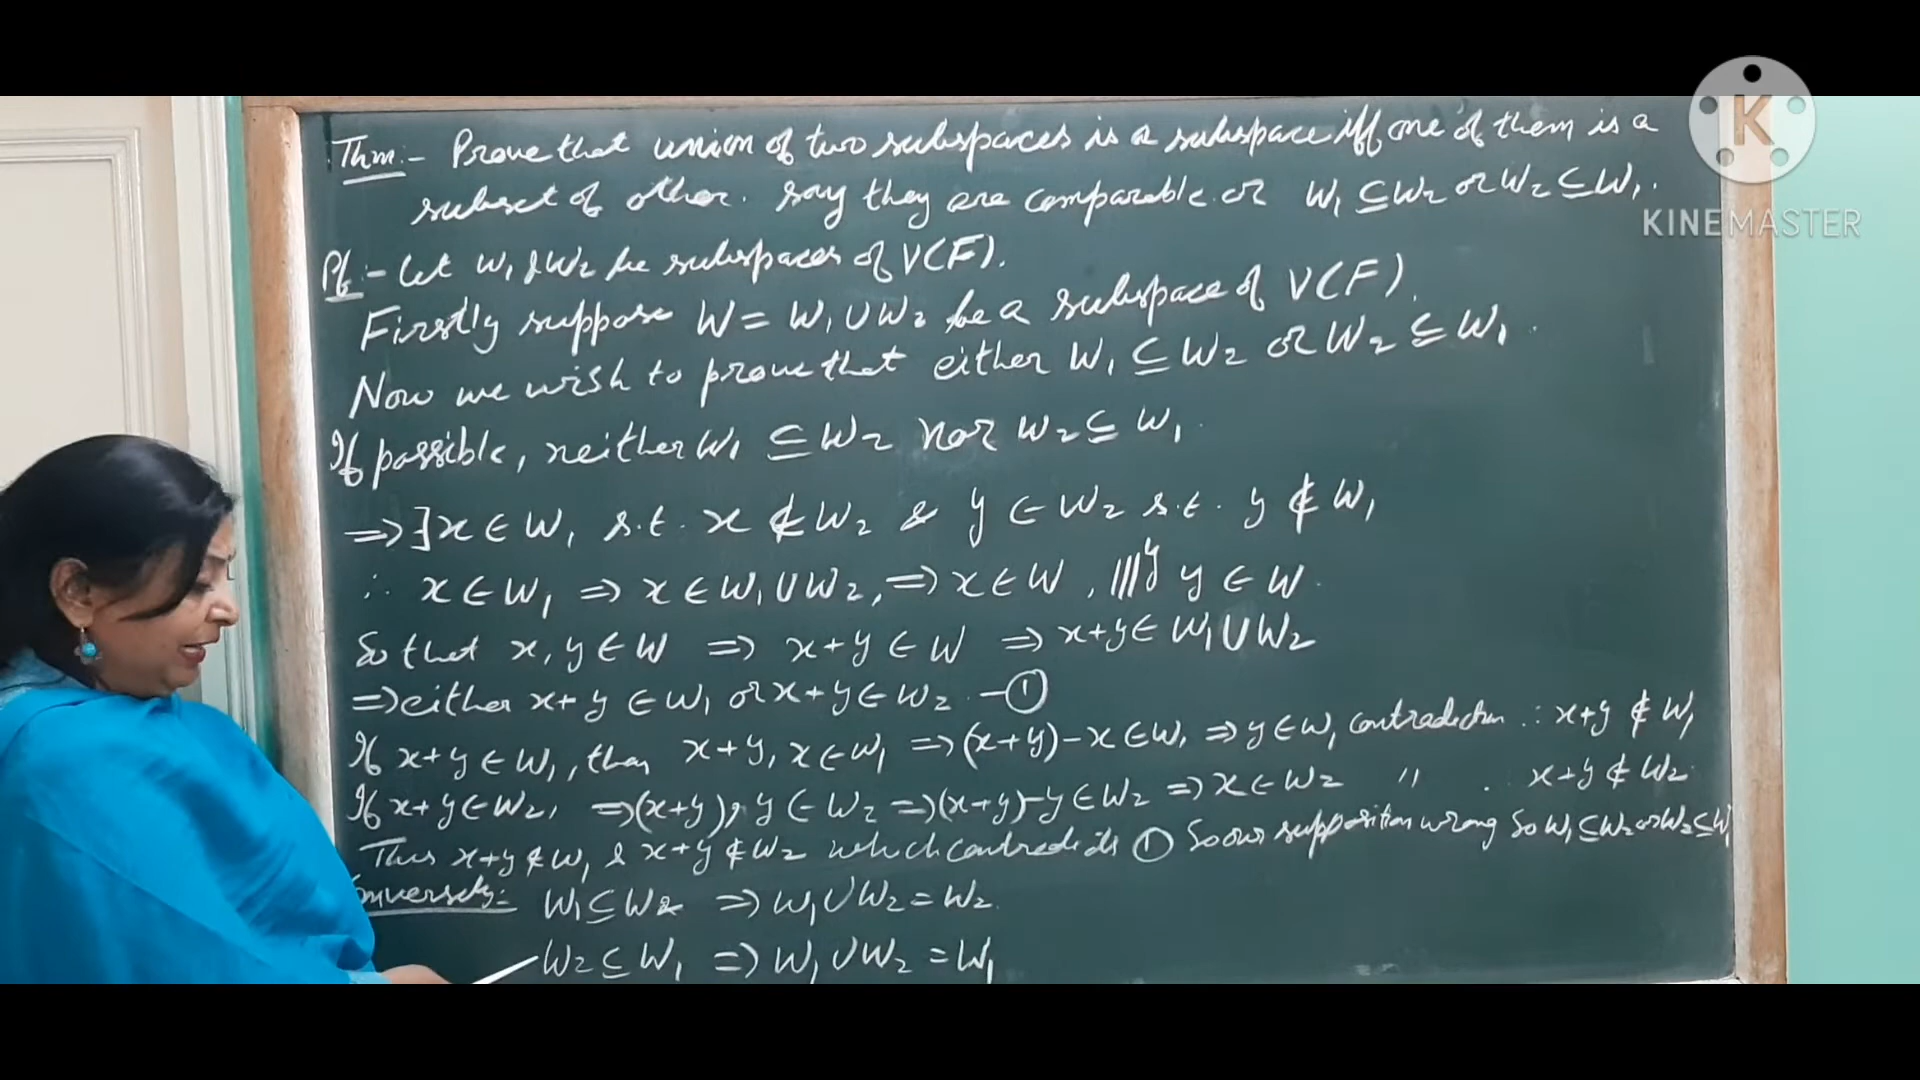 Thm:- Prove that union of two subspaces is a subspace iff one of them is a
subset of other. say they are comparable or W₁ ⊆ W₂ or W₂ ⊆ W₁.
Pf:- Let W₁ & W₂ be subspaces of V(F).
Firstly suppose W = W₁ ∪ W₂ be a subspace of V(F).
Now we wish to prove that either W₁ ⊆ W₂ or W₂ ⊆ W₁.
If possible, neither W₁ ⊆ W₂ nor W₂ ⊆ W₁.
⇒ ∃ x ∈ W₁ s.t. x ∉ W₂ & y ∈ W₂ s.t. y ∉ W₁
∴ x ∈ W₁ ⇒ x ∈ W₁ ∪ W₂, ⇒ x ∈ W, |||ly y ∈ W.
So that x, y ∈ W ⇒ x+y ∈ W ⇒ x+y ∈ W₁ ∪ W₂
⇒ either x+y ∈ W₁ or x+y ∈ W₂ -①
If x+y ∈ W₁, then x+y, x ∈ W₁ ⇒ (x+y)-x ∈ W₁ ⇒ y ∈ W₁ contradiction ∴ x+y ∉ W₁
If x+y ∈ W₂, ⇒ (x+y), y ∈ W₂ ⇒ (x+y)-y ∈ W₂ ⇒ x ∈ W₂ " . x+y ∉ W₂.
Thus x+y ∉ W₁ & x+y ∉ W₂ which contradicts ① So our supposition wrong So W₁ ⊆ W₂ or W₂ ⊆ W₁
onversely:- W₁ ⊆ W₂ ⇒ W₁ ∪ W₂ = W₂.
W₂ ⊆ W₁ ⇒ W₁ ∪ W₂ = W₁
K
KINEMASTER